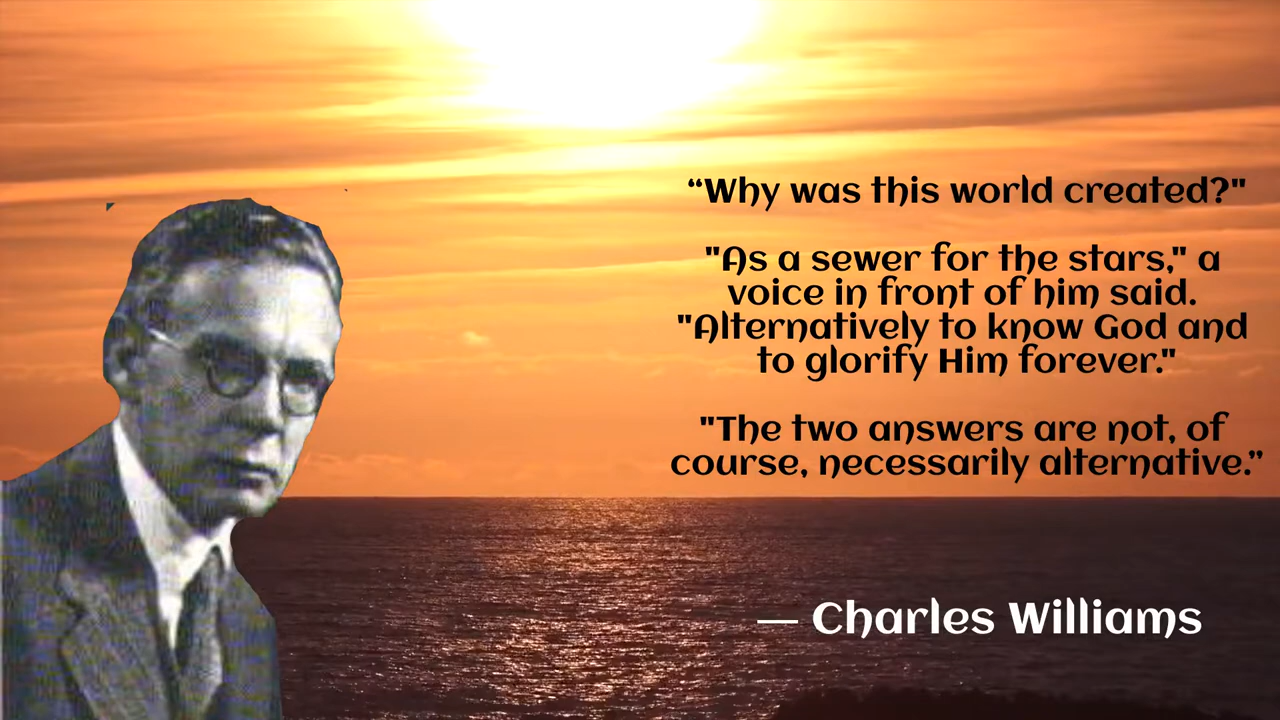 “Why was this world created?"
"As a sewer for the stars," a
voice in front of him said.
"Alternatively to know God and
to glorify Him forever."
"The two answers are not, of
course, necessarily alternative.”
— Charles Williams